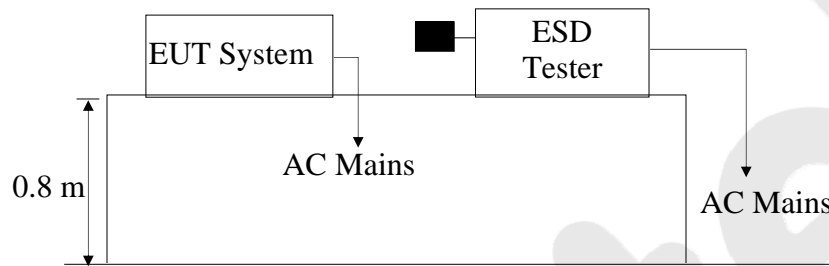 EUT System
ESD
Tester
AC Mains
0.8 m
AC Mains